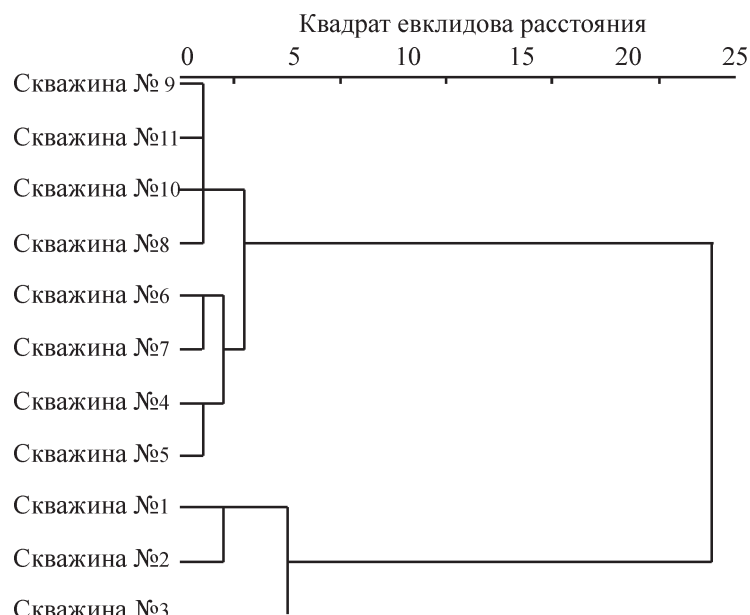 Квадрат евклидова расстояния
0 5 10 15 20 25
Скважина № 9
Скважина №11
Скважина №10
Скважина №8
Скважина №6
Скважина №7
Скважина №4
Скважина №5
Скважина №1
Скважина №2
Скважина №3